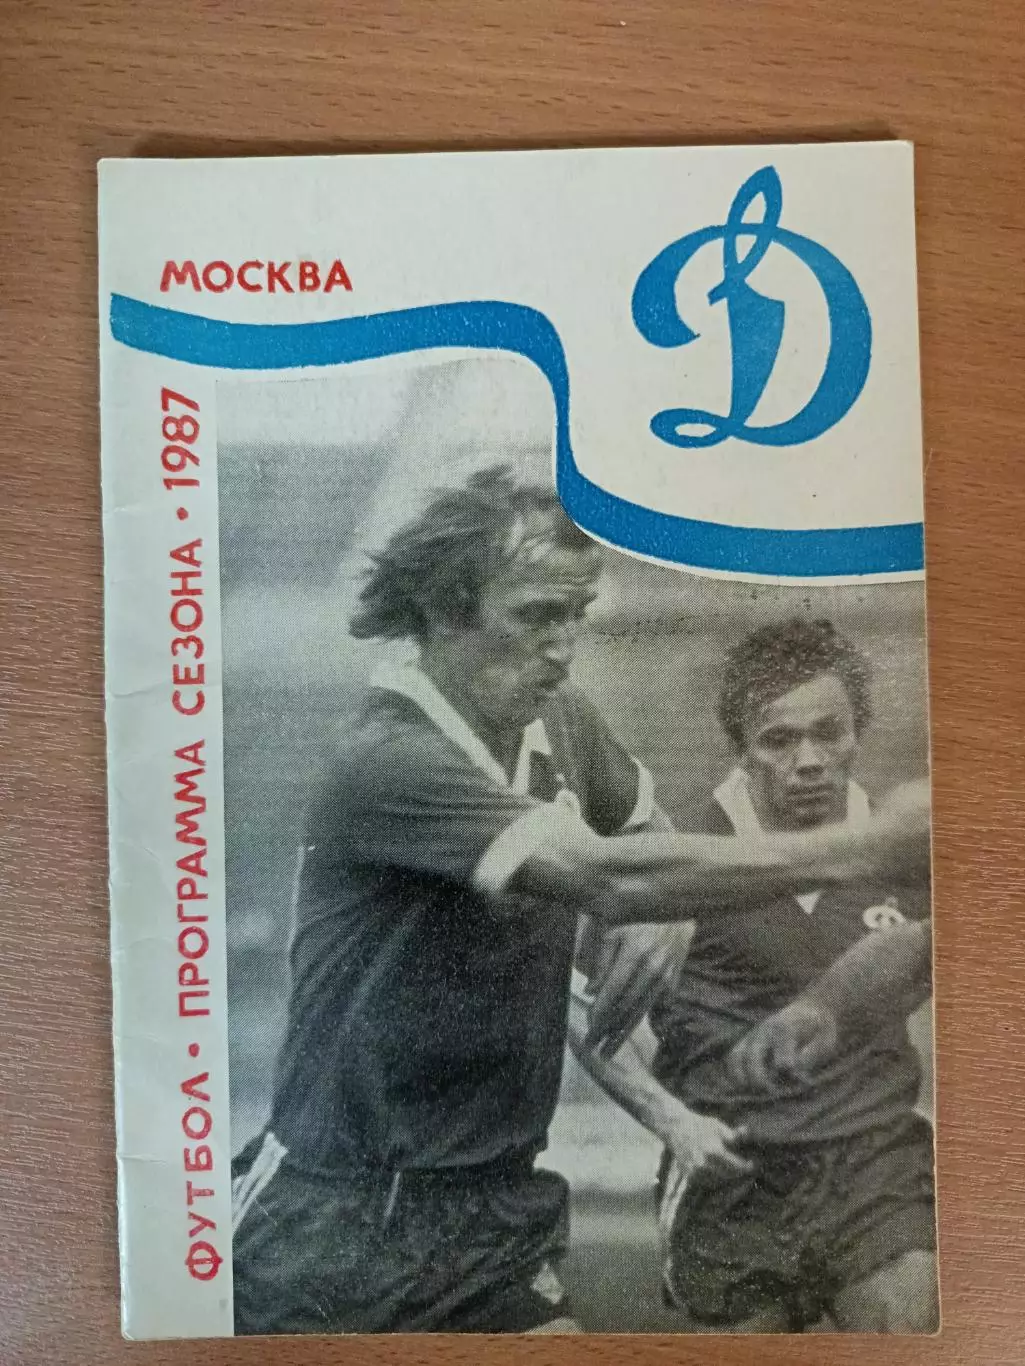 МОСКВА
Д
ФУТБОЛ · ПРОГРАММА СЕЗОНА · 1987